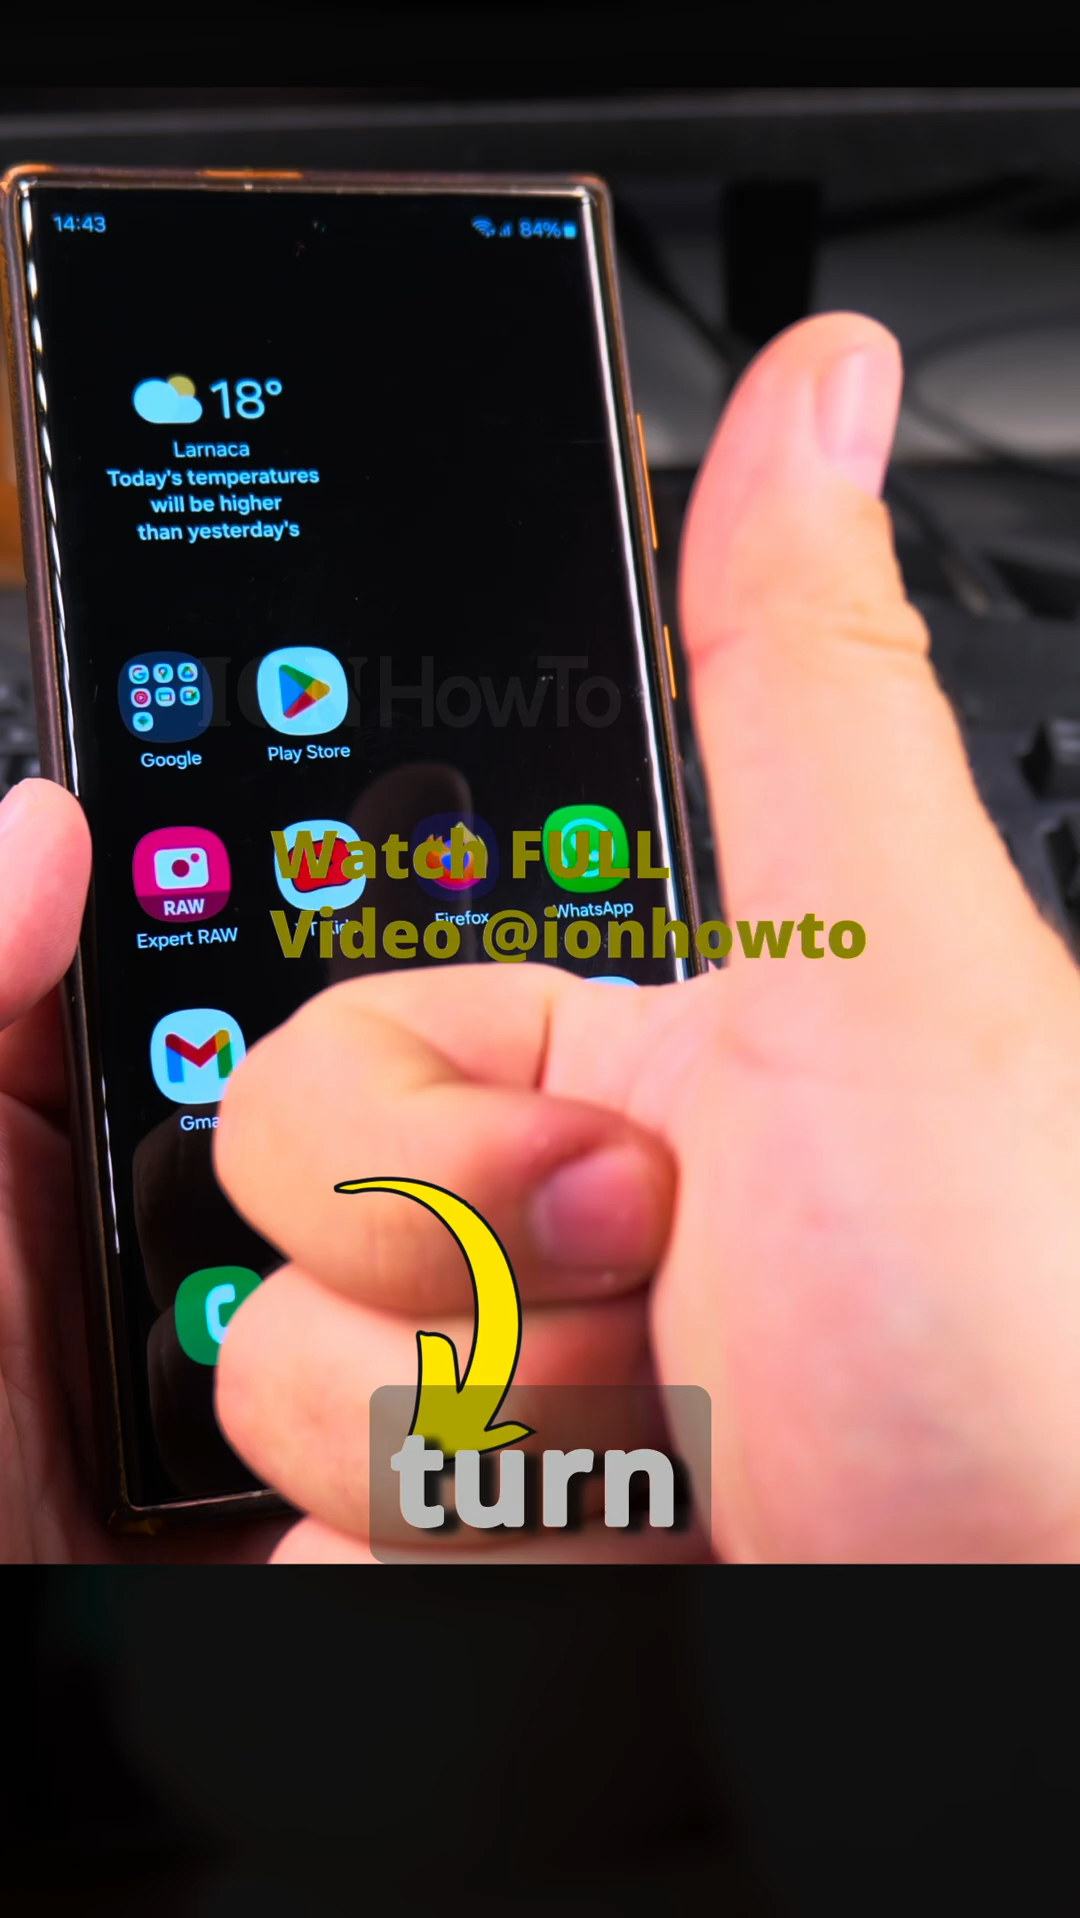 14:43
84%
18°
Larnaca
Today's temperatures
will be higher
than yesterday's
ION HowTo
Google
Play Store
Watch FULL
RAW
Expert RAW
Firefox
WhatsApp
Video @ionhowto
turn